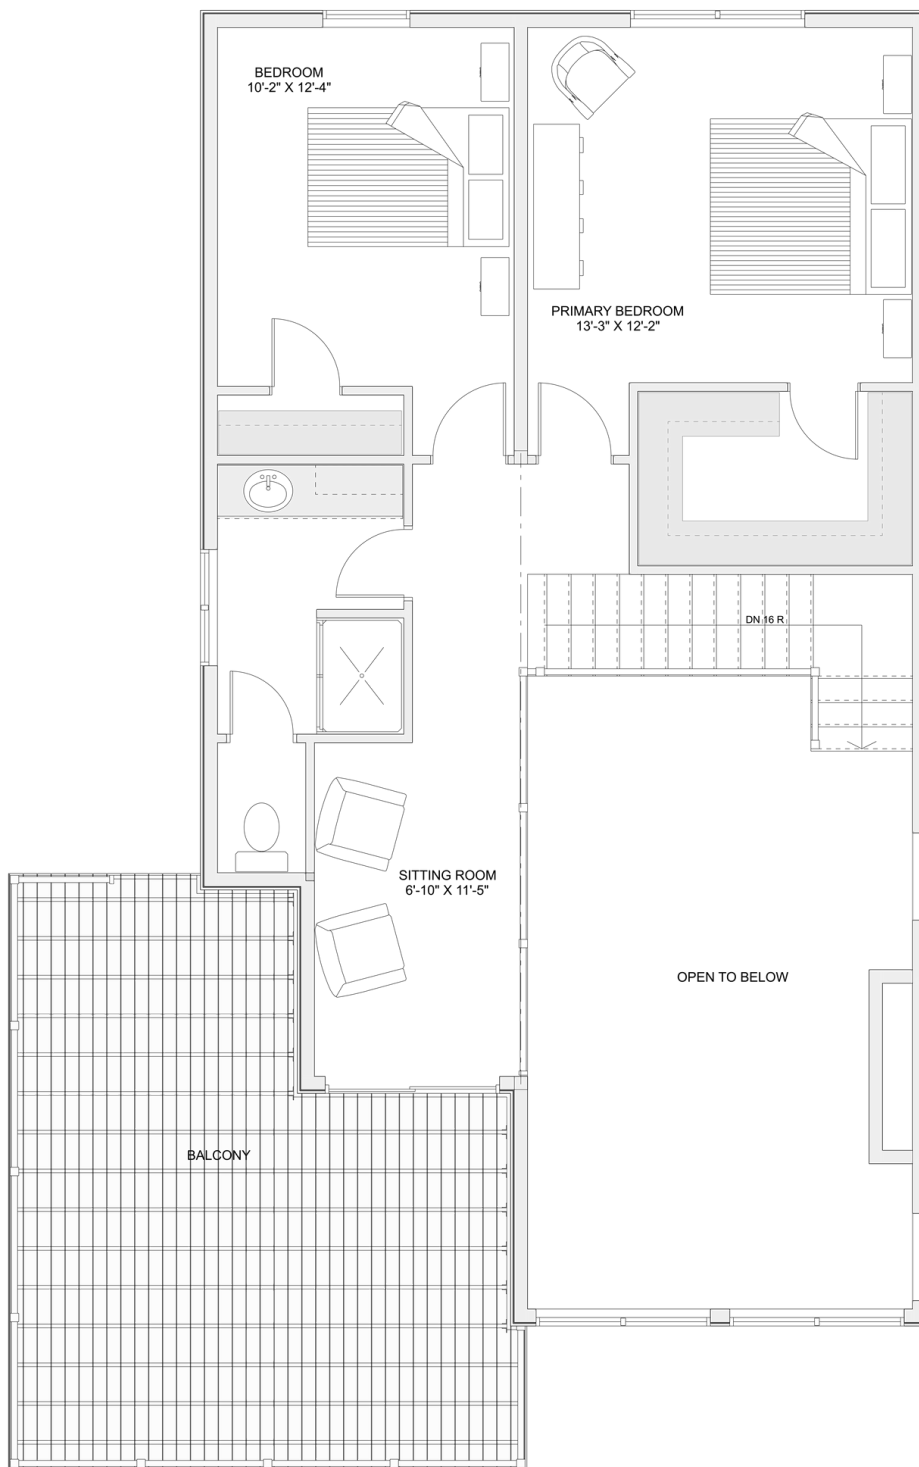 BEDROOM
10'-2" X 12'-4"
PRIMARY BEDROOM
13'-3" X 12'-2"
DN 16 R
SITTING ROOM
6'-10" X 11'-5"
OPEN TO BELOW
BALCONY